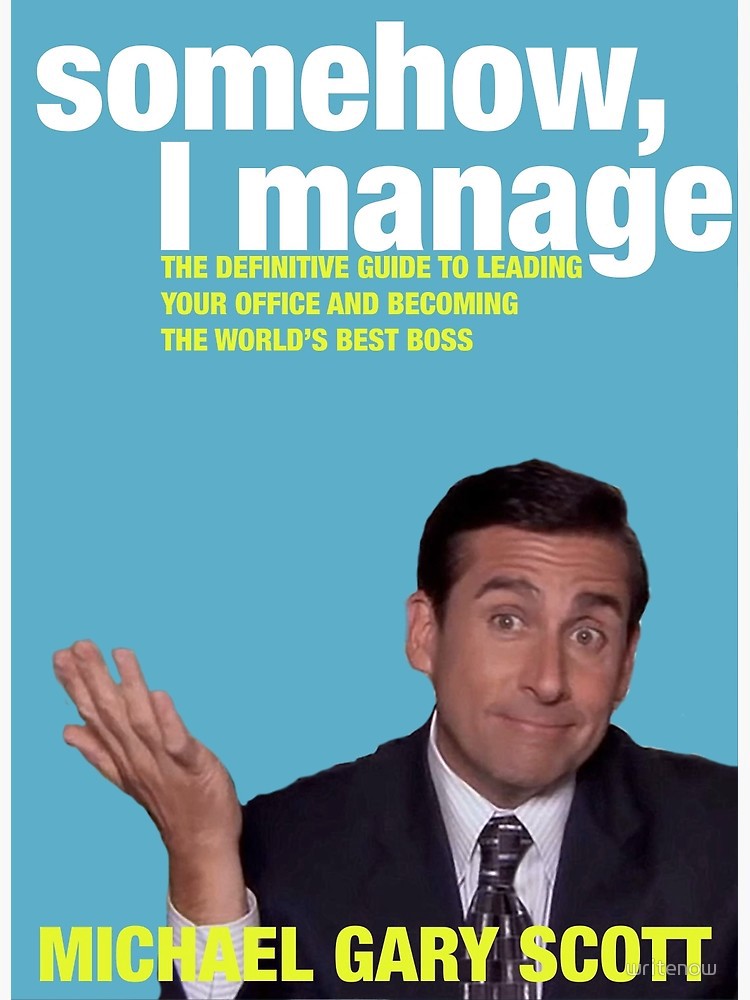 somehow,
I manage
THE DEFINITIVE GUIDE TO LEADING
YOUR OFFICE AND BECOMING
THE WORLD'S BEST BOSS
MICHAEL GARY SCOTT
writenow